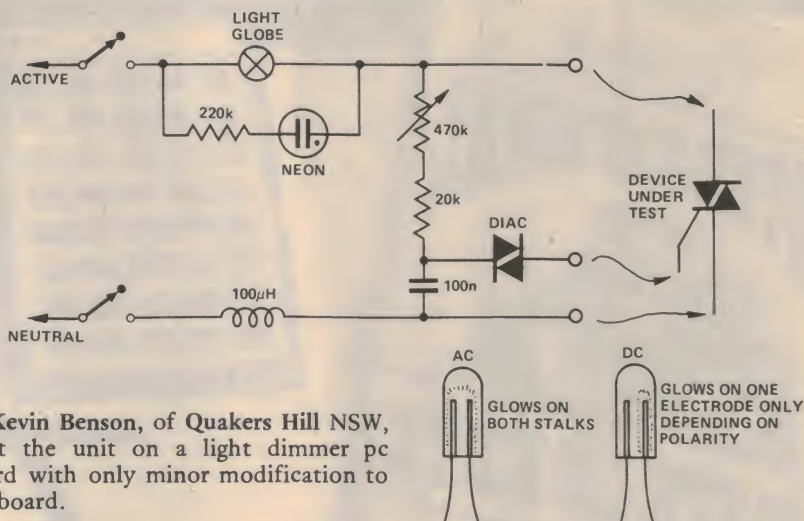 LIGHT
GLOBE
ACTIVE
220k
NEON
470k
20k
DIAC
DEVICE
UNDER
TEST
100n
100μH
NEUTRAL
AC
GLOWS ON
BOTH STALKS
DC
GLOWS ON ONE
ELECTRODE ONLY
DEPENDING ON
POLARITY
Kevin Benson, of Quakers Hill NSW,
t the unit on a light dimmer pc
rd with only minor modification to
board.